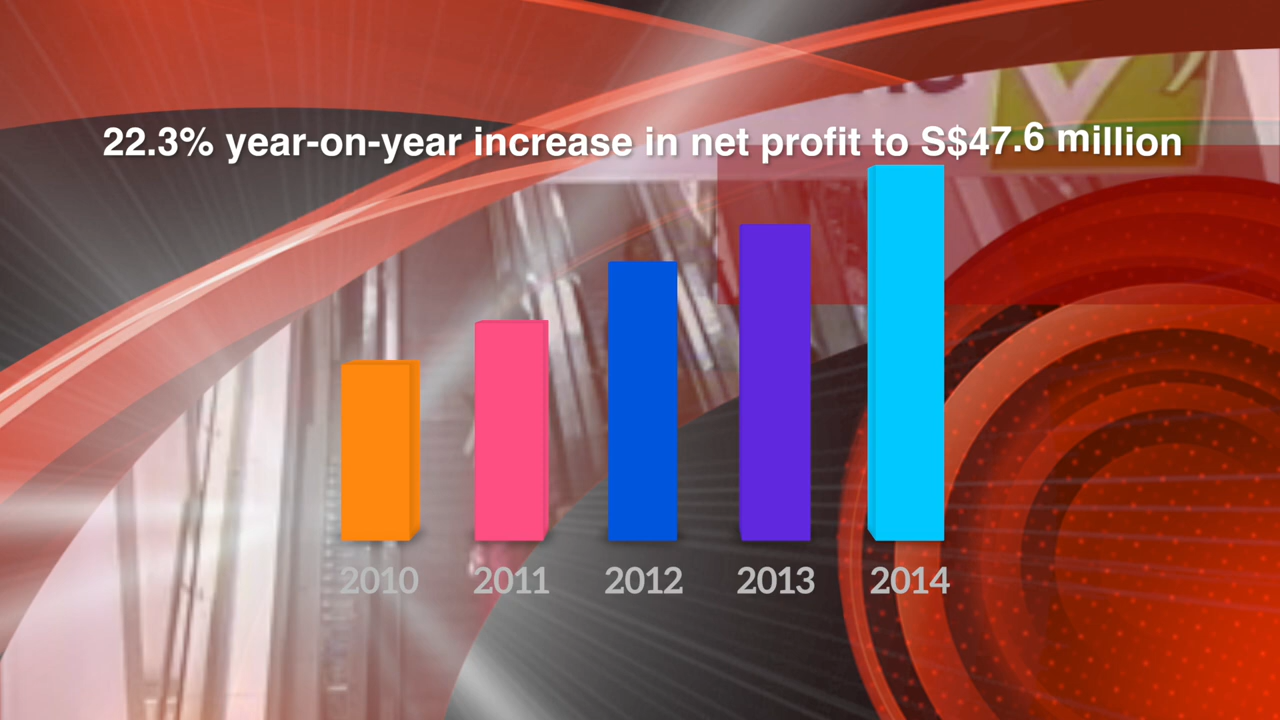 22.3% year-on-year increase in net profit to S$47.6 million
2010 2011 2012 2013 2014